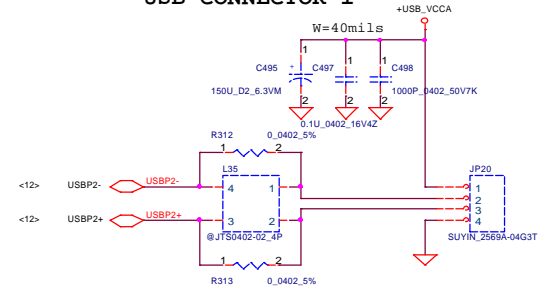 USB CONNECTOR 1
+USB_VCCA
W=40mils
1 1 1
C495 + C497 C498
150U_D2_6.3VM 1000P_0402_50V7K
2 2 2
0.1U_0402_16V4Z
R312 0_0402_5%
1 2
L35 JP20
<12> USBP2- USBP2- 4 1 1
2
<12> USBP2+ USBP2+ 3 2 3
4
@JTS0402-02_4P SUYIN_2569A-04G3T
1 2
R313 0_0402_5%